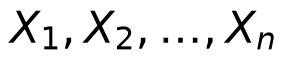 X₁, X₂, ..., Xₙ